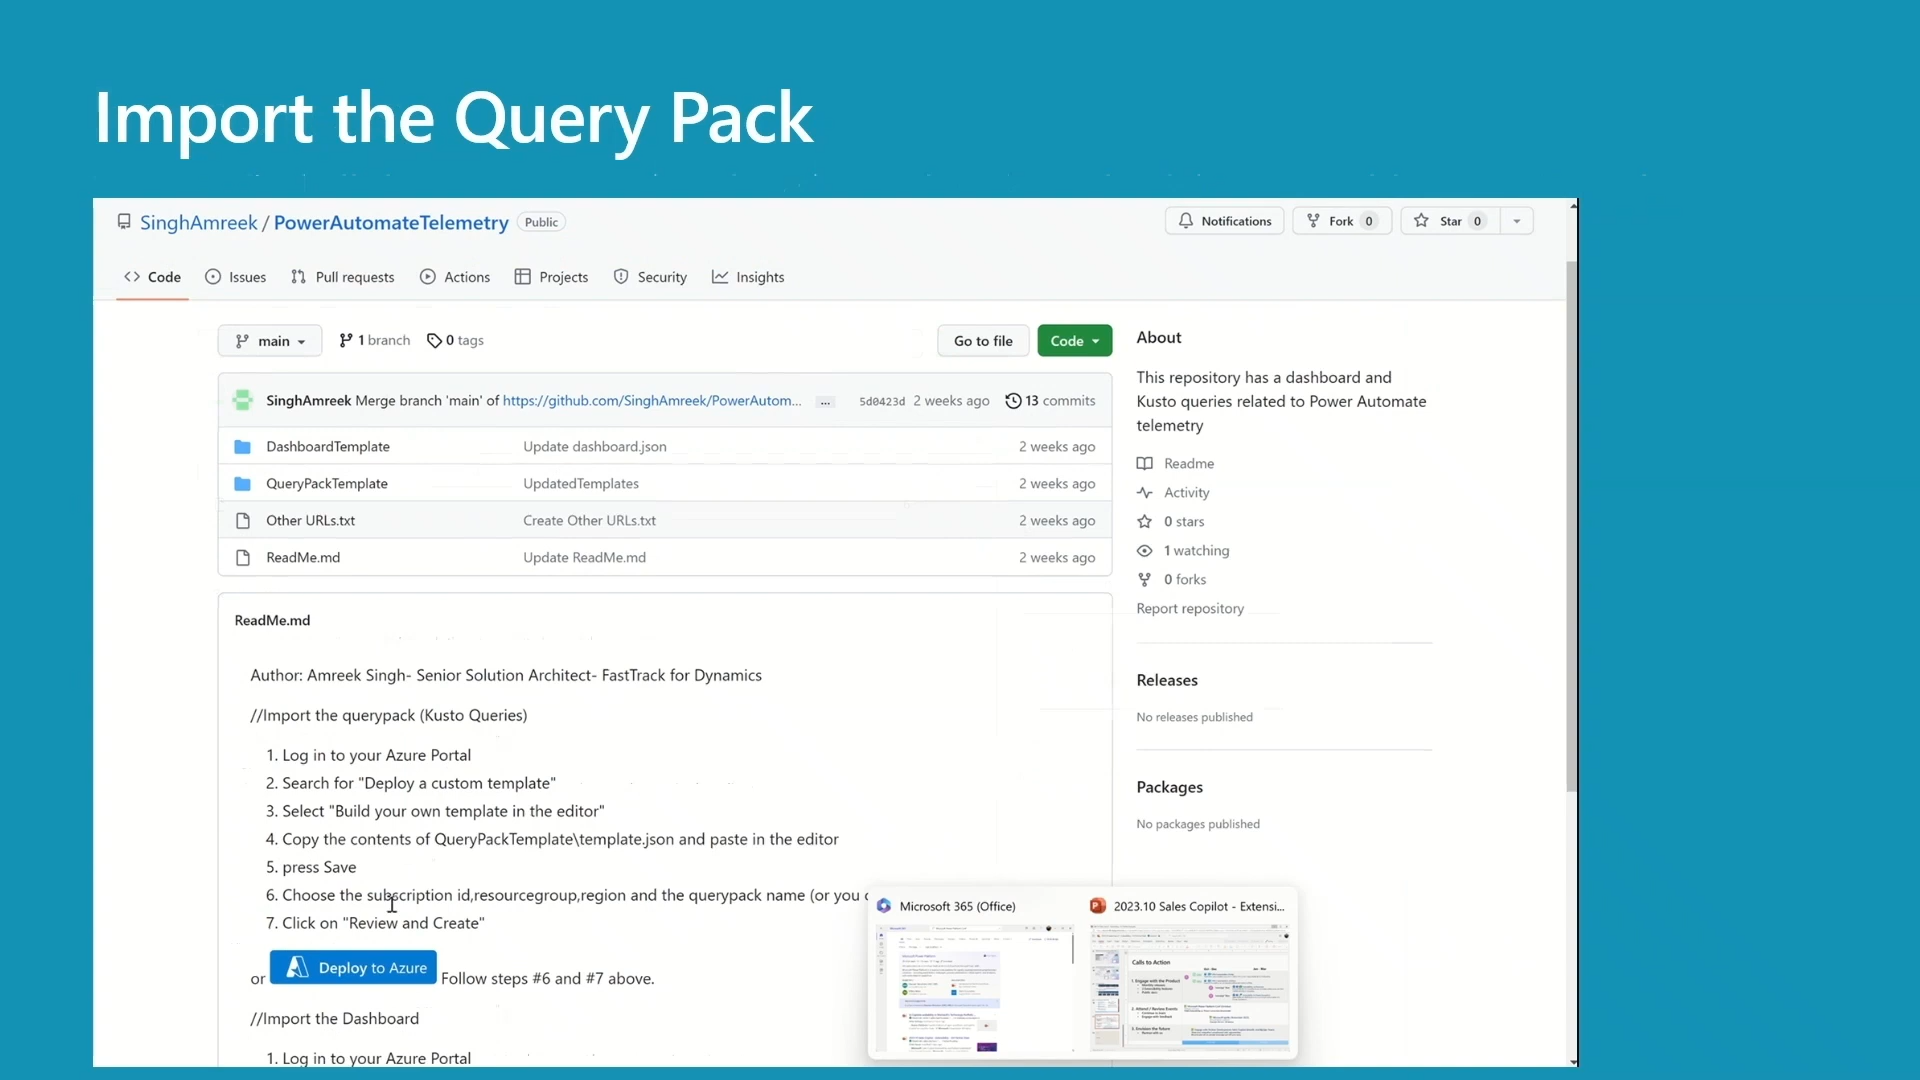 Import the Query Pack
SinghAmreek / PowerAutomateTelemetry Public
Notifications Fork 0 Star 0
Code Issues Pull requests Actions Projects Security Insights
main 1 branch 0 tags Go to file Code
SinghAmreek Merge branch 'main' of https://github.com/SinghAmreek/PowerAutom... ... 5d0423d 2 weeks ago 13 commits
DashboardTemplate Update dashboard.json 2 weeks ago
QueryPackTemplate UpdatedTemplates 2 weeks ago
Other URLs.txt Create Other URLs.txt 2 weeks ago
ReadMe.md Update ReadMe.md 2 weeks ago
About
This repository has a dashboard and
Kusto queries related to Power Automate
telemetry
Readme
Activity
0 stars
1 watching
0 forks
Report repository
Releases
No releases published
Packages
No packages published
ReadMe.md
Author: Amreek Singh- Senior Solution Architect- FastTrack for Dynamics
//Import the querypack (Kusto Queries)
1. Log in to your Azure Portal
2. Search for "Deploy a custom template"
3. Select "Build your own template in the editor"
4. Copy the contents of QueryPackTemplate\template.json and paste in the editor
5. press Save
6. Choose the subscription id,resourcegroup,region and the querypack name (or you
7. Click on "Review and Create"
or Deploy to Azure Follow steps #6 and #7 above.
//Import the Dashboard
1. Log in to your Azure Portal
Microsoft 365 (Office)
2023.10 Sales Copilot - Extensi...
Calls to Action